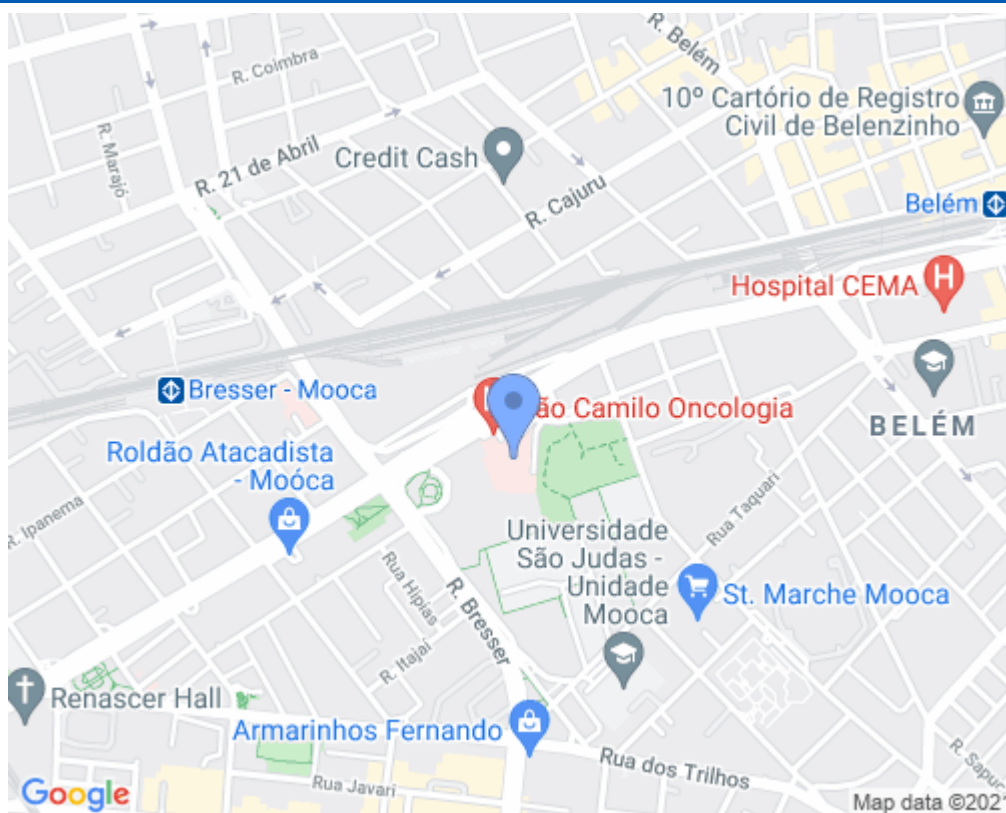 R. Belém
R. Coimbra
10º Cartório de Registro
Civil de Belenzinho
R. Marajó
R. 21 de Abril
Credit Cash
R. Cajuru
Belém
Hospital CEMA
Bresser - Mooca
ão Camilo Oncologia
BELÉM
Roldão Atacadista
- Moóca
R. Ipanema
Rua Taquari
Universidade
São Judas -
Unidade
Mooca
Rua Hipias
R. Bresser
St. Marche Mooca
R. Itajaí
Renascer Hall
Armarinhos Fernando
Rua dos Trilhos
R. Sapuc
Rua Javari
Google
Map data ©2021